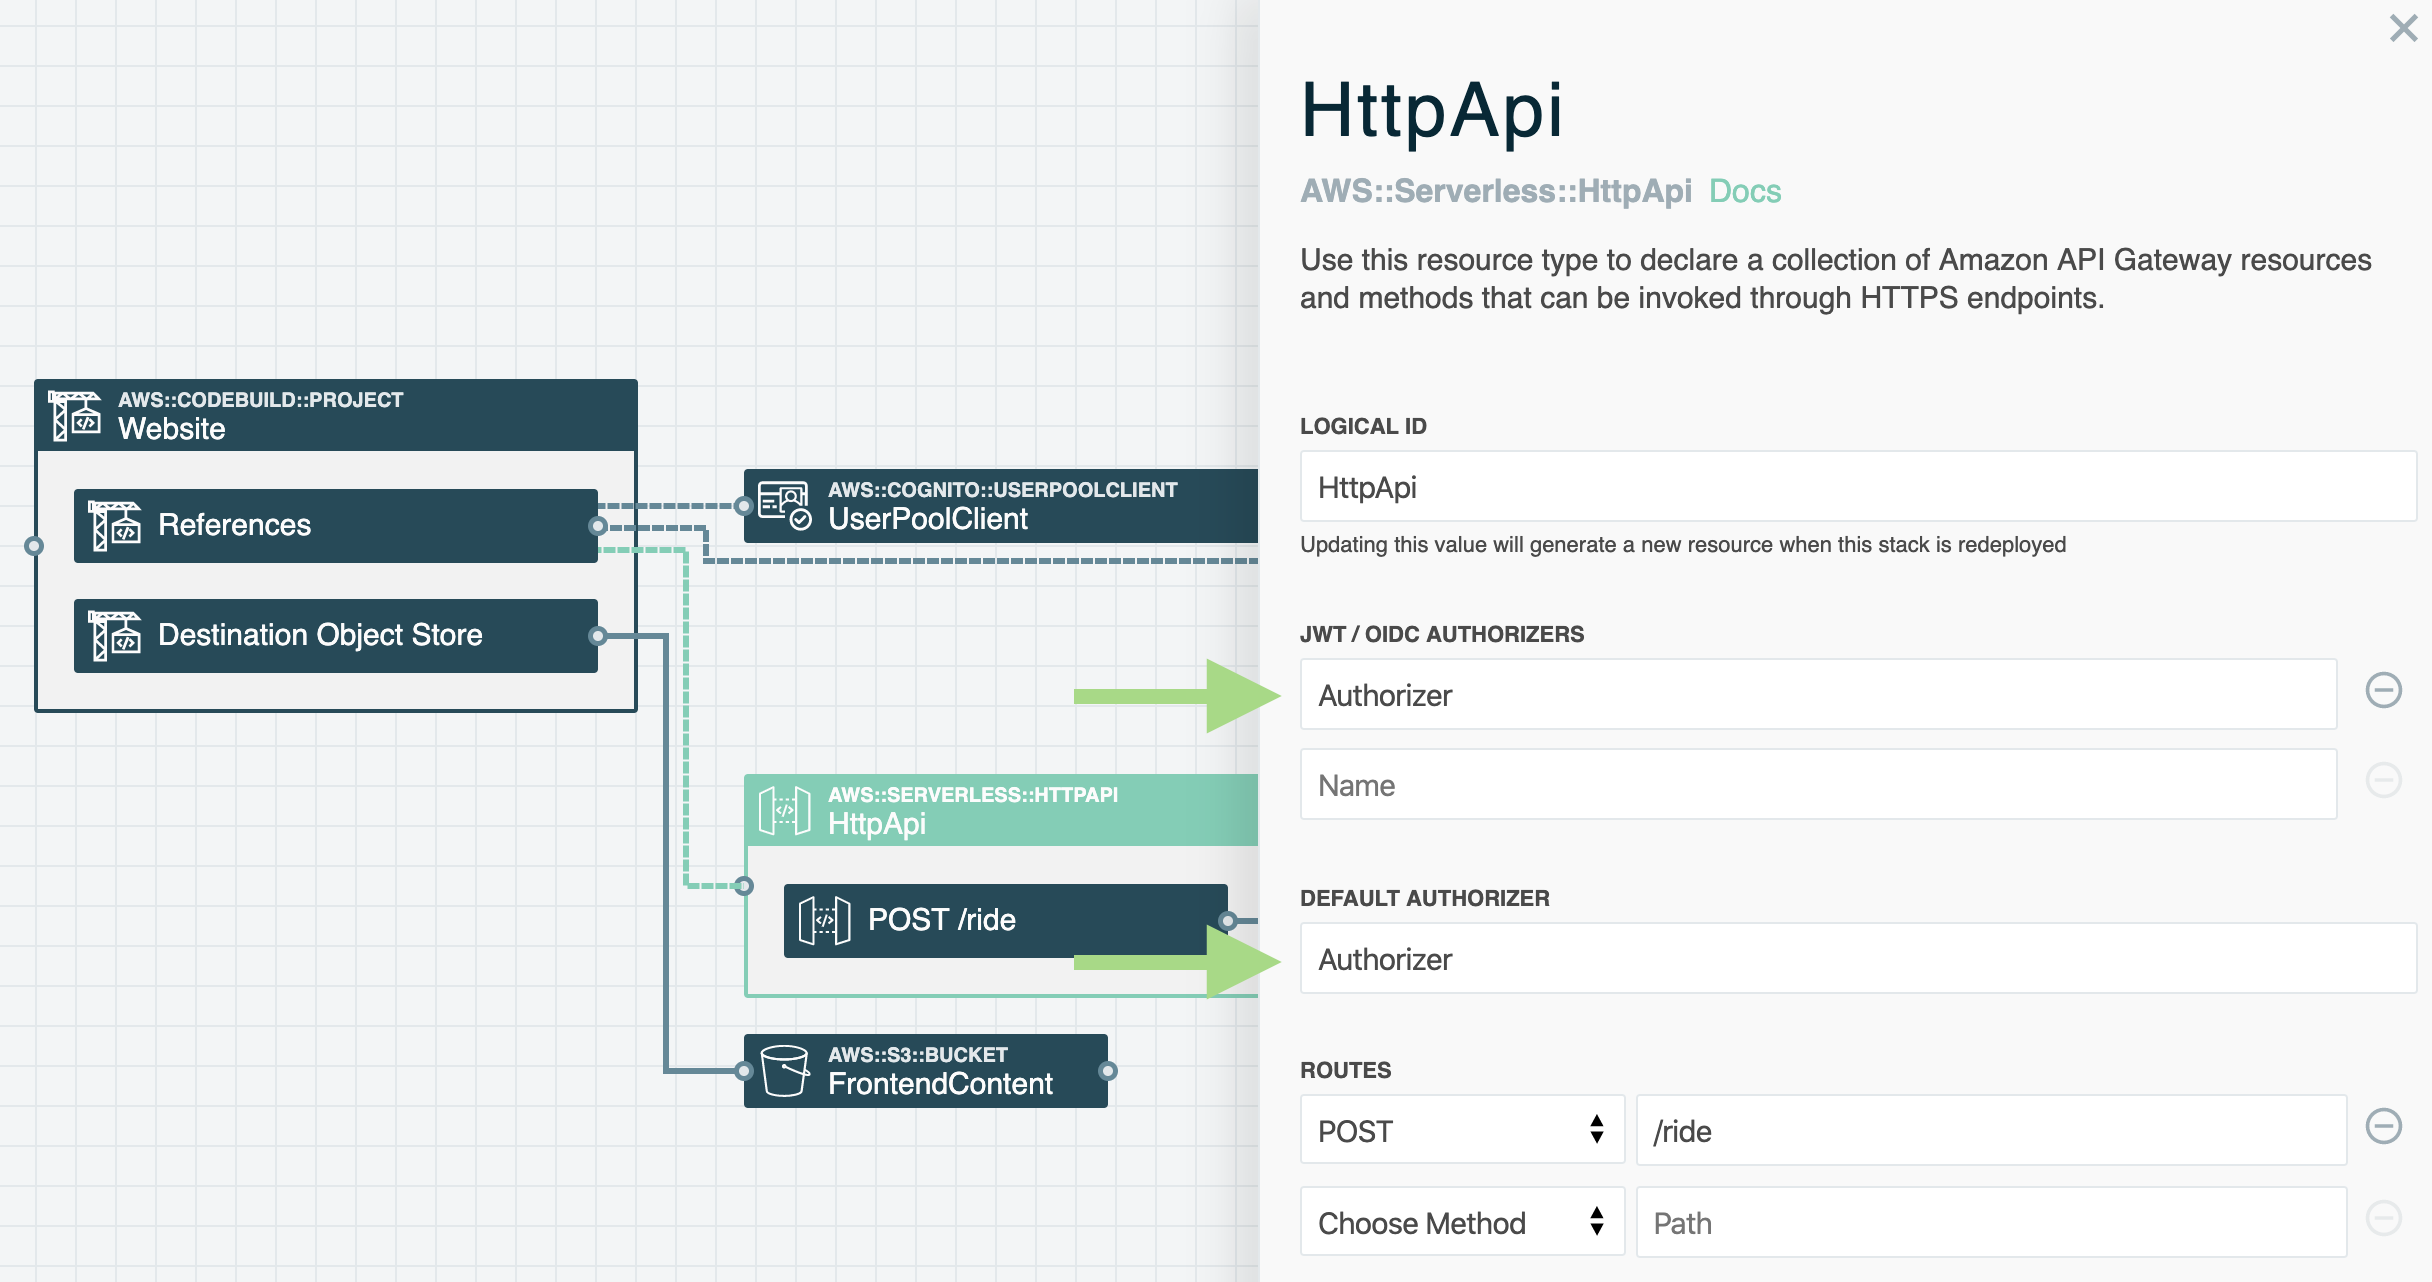 AWS::CODEBUILD::PROJECT
Website
References
Destination Object Store
AWS::COGNITO::USERPOOLCLIENT
UserPoolClient
AWS::SERVERLESS::HTTPAPI
HttpApi
POST /ride
AWS::S3::BUCKET
FrontendContent
HttpApi
AWS::Serverless::HttpApi Docs
Use this resource type to declare a collection of Amazon API Gateway resources
and methods that can be invoked through HTTPS endpoints.
LOGICAL ID
HttpApi
Updating this value will generate a new resource when this stack is redeployed
JWT / OIDC AUTHORIZERS
Authorizer
Name
DEFAULT AUTHORIZER
Authorizer
ROUTES
POST /ride
Choose Method Path